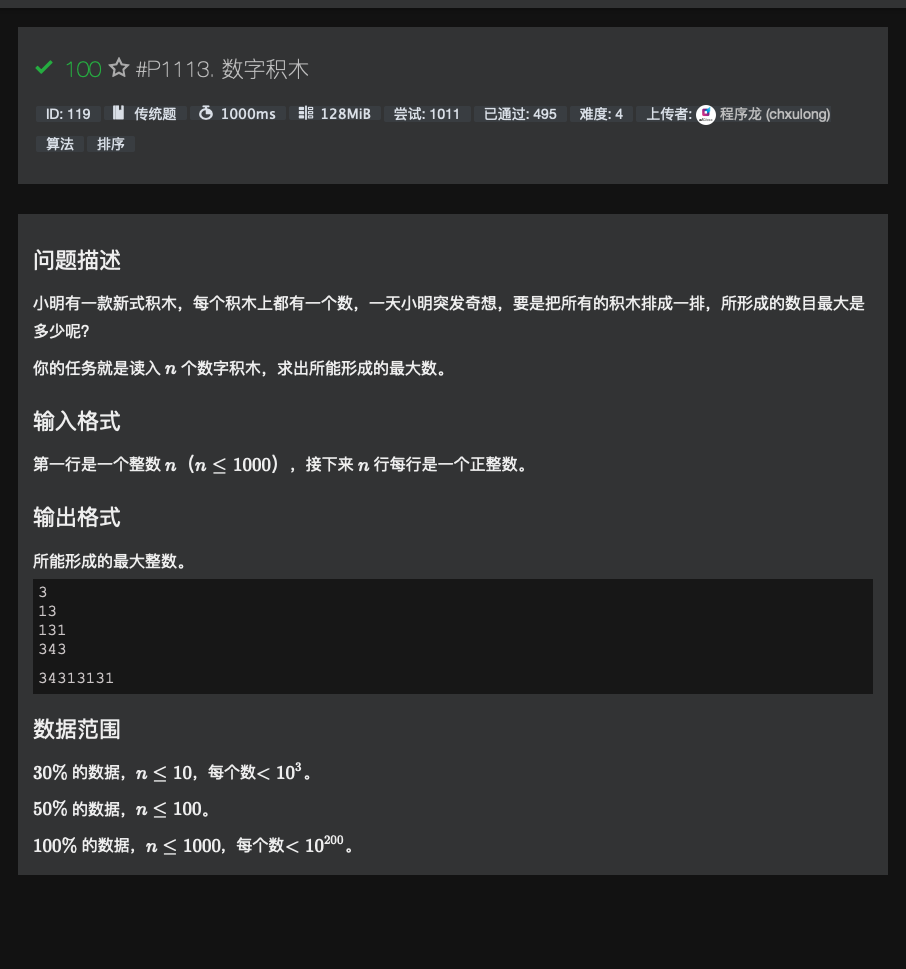 100 #P1113. 数字积木
ID: 119 传统题 1000ms 128MiB 尝试: 1011 已通过: 495 难度: 4 上传者: 程序龙 (chxulong)
算法 排序
问题描述
小明有一款新式积木，每个积木上都有一个数，一天小明突发奇想，要是把所有的积木排成一排，所形成的数目最大是
多少呢？
你的任务就是读入 n 个数字积木，求出所能形成的最大数。
输入格式
第一行是一个整数 n（n ≤ 1000），接下来 n 行每行是一个正整数。
输出格式
所能形成的最大整数。
3
13
131
343
34313131
数据范围
30% 的数据，n ≤ 10，每个数< 10³。
50% 的数据，n ≤ 100。
100% 的数据，n ≤ 1000，每个数< 10²⁰⁰。